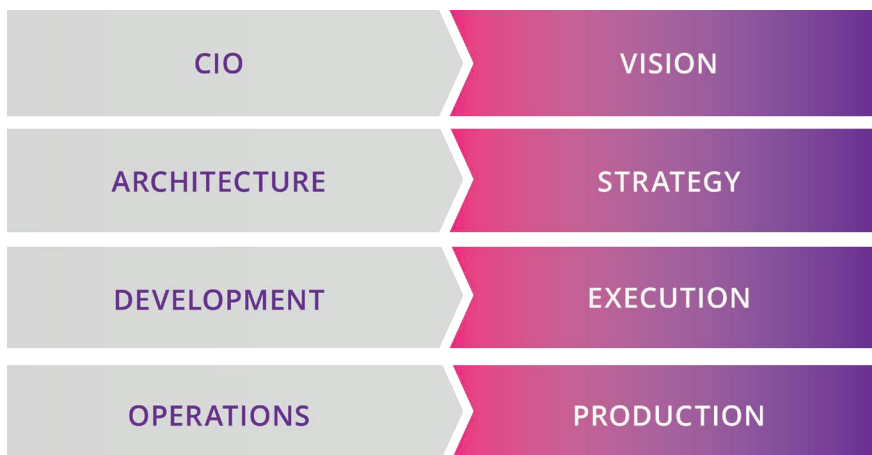 CIO VISION
ARCHITECTURE STRATEGY
DEVELOPMENT EXECUTION
OPERATIONS PRODUCTION